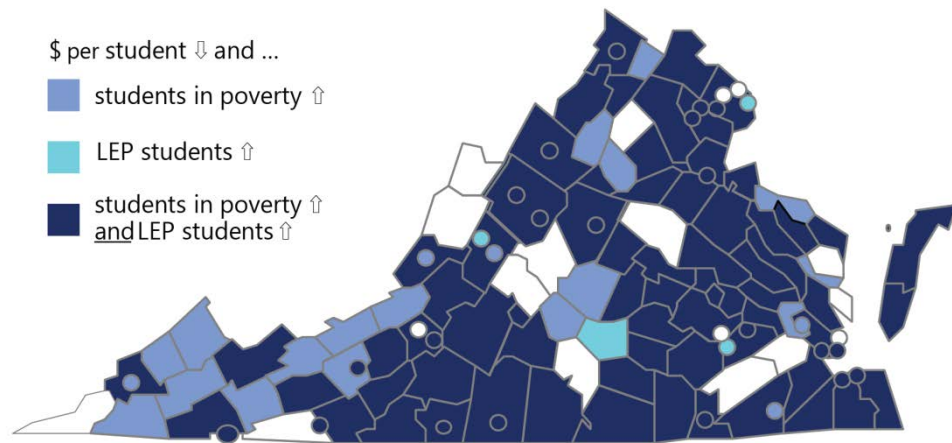 $ per student ⇩ and ...
students in poverty ⇧
LEP students ⇧
students in poverty ⇧
and LEP students ⇧